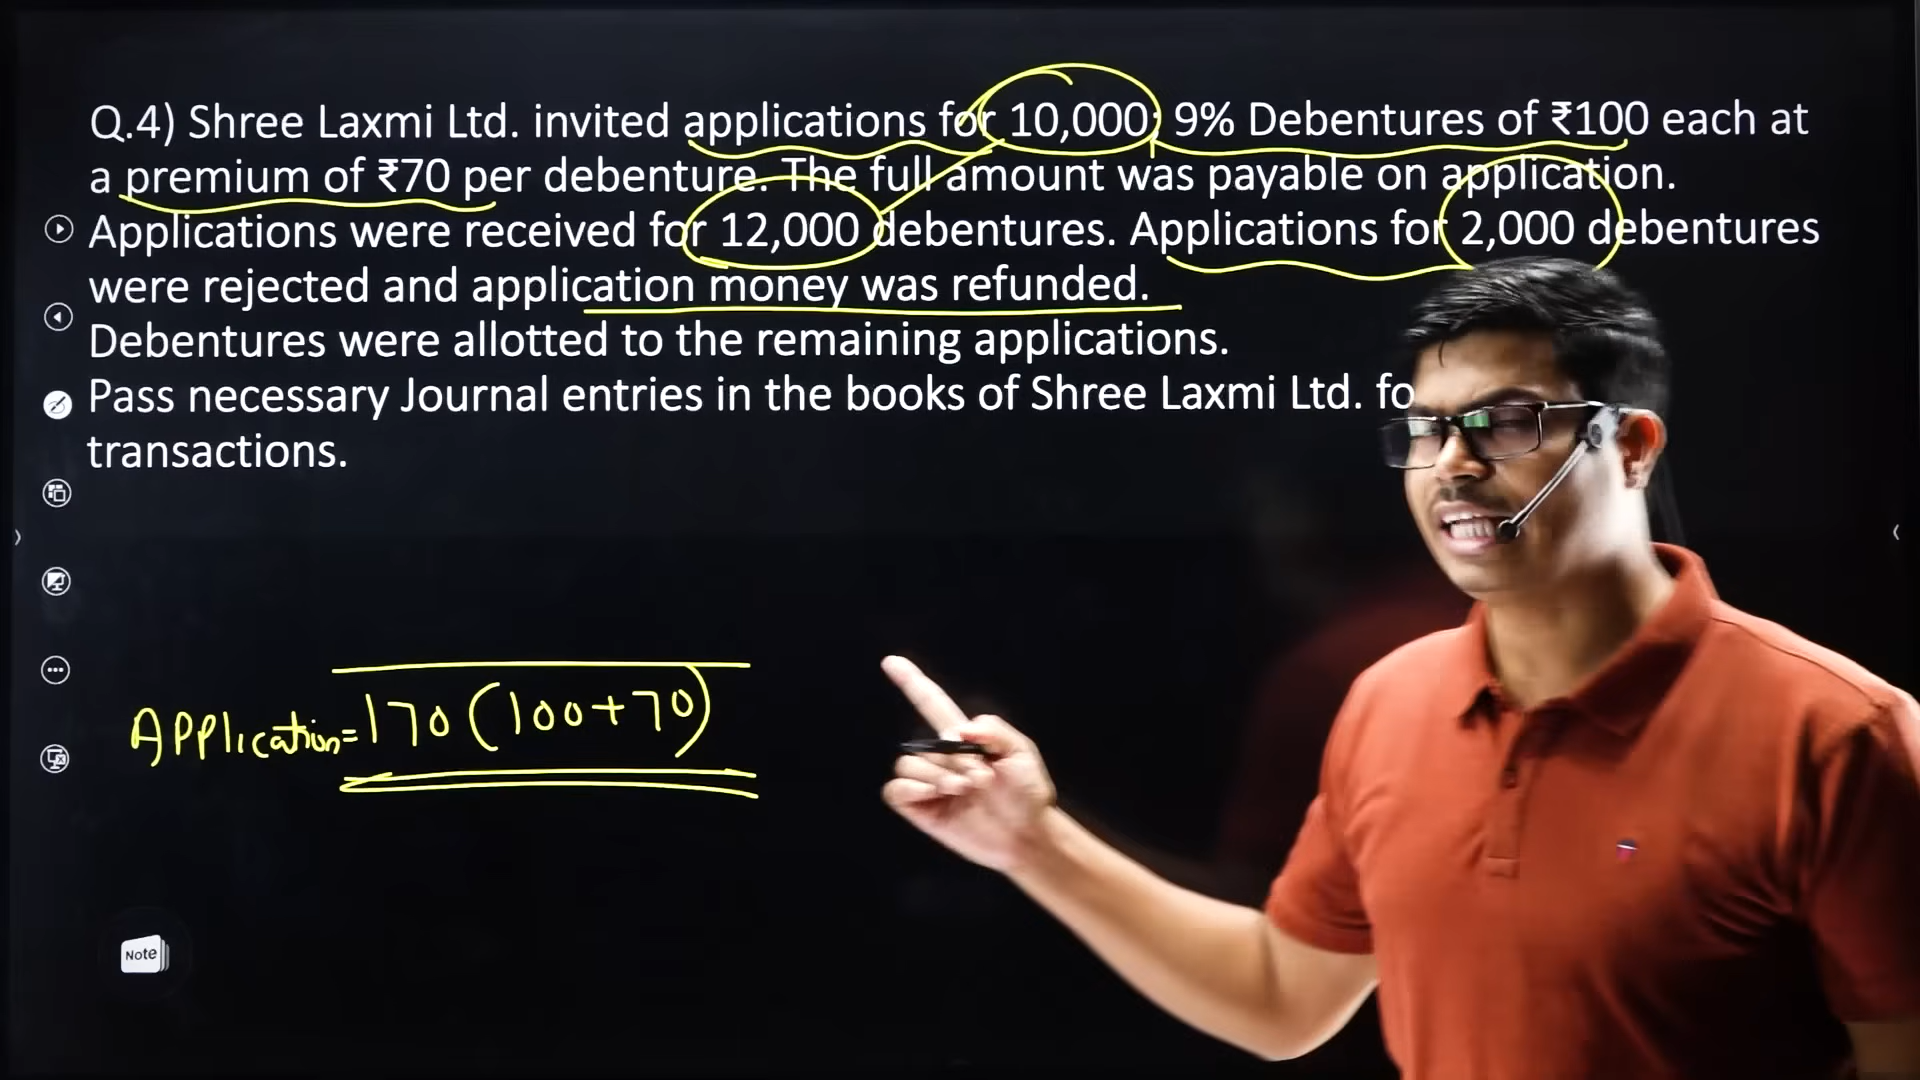 Q.4) Shree Laxmi Ltd. invited applications for 10,000; 9% Debentures of ₹100 each at
a premium of ₹70 per debenture. The full amount was payable on application.
Applications were received for 12,000 debentures. Applications for 2,000 debentures
were rejected and application money was refunded.
Debentures were allotted to the remaining applications.
Pass necessary Journal entries in the books of Shree Laxmi Ltd. fo
transactions.
Application=170(100+70)
Note